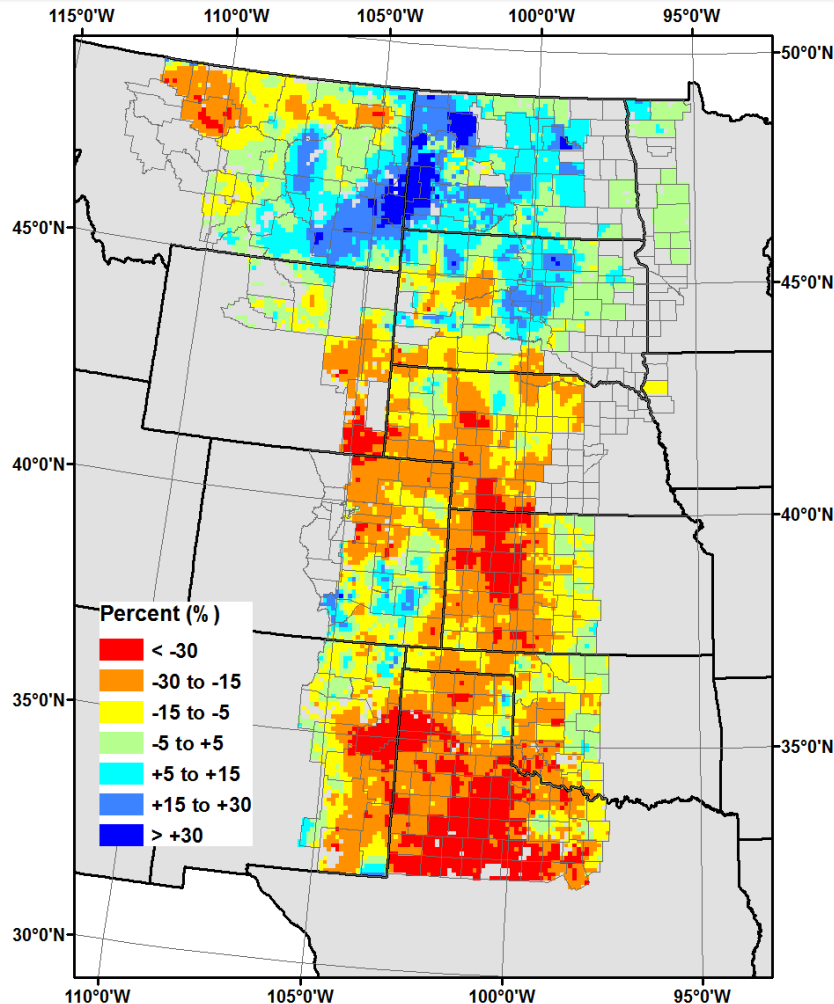 115°0'W 110°0'W 105°0'W 100°0'W 95°0'W
50°0'N
45°0'N
45°0'N
40°0'N
40°0'N
Percent (% )
< -30
-30 to -15
-15 to -5
-5 to +5
+5 to +15
+15 to +30
> +30
35°0'N
35°0'N
30°0'N
110°0'W 105°0'W 100°0'W 95°0'W